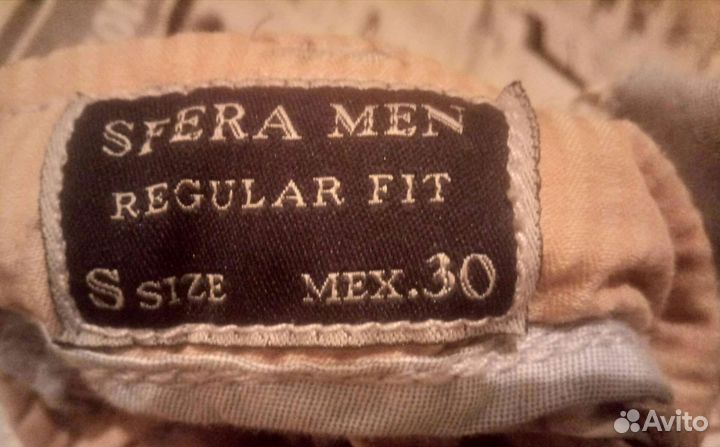 SFERA MEN
REGULAR FIT
S SIZE MEX.30
Avito